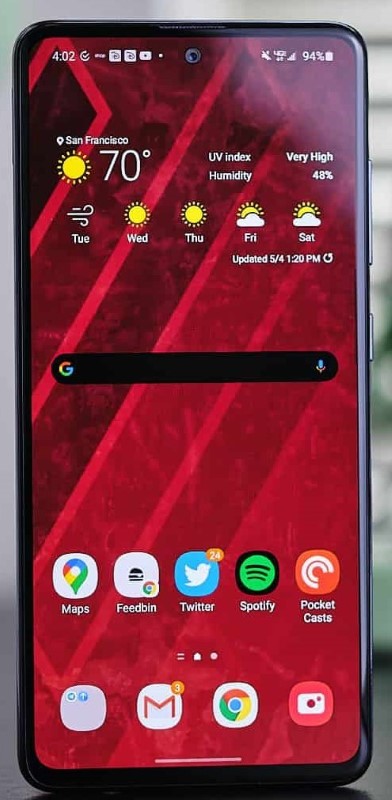 4:02 94%
San Francisco
70°
UV index Very High
Humidity 48%
Tue Wed Thu Fri Sat
Updated 5/4 1:20 PM
G
24
Maps Feedbin Twitter Spotify Pocket
Casts
3